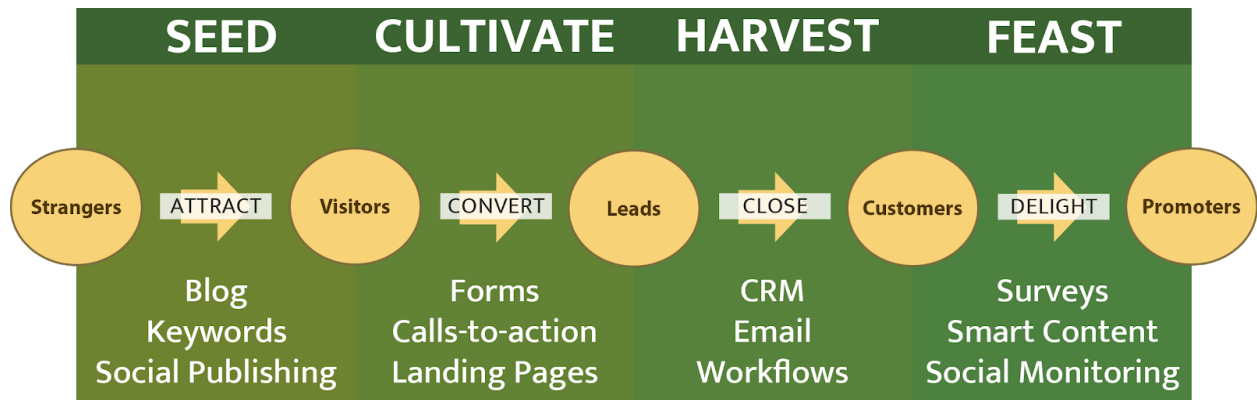 SEED CULTIVATE HARVEST FEAST
Strangers ATTRACT Visitors CONVERT Leads CLOSE Customers DELIGHT Promoters
Blog
Keywords
Social Publishing
Forms
Calls-to-action
Landing Pages
CRM
Email
Workflows
Surveys
Smart Content
Social Monitoring